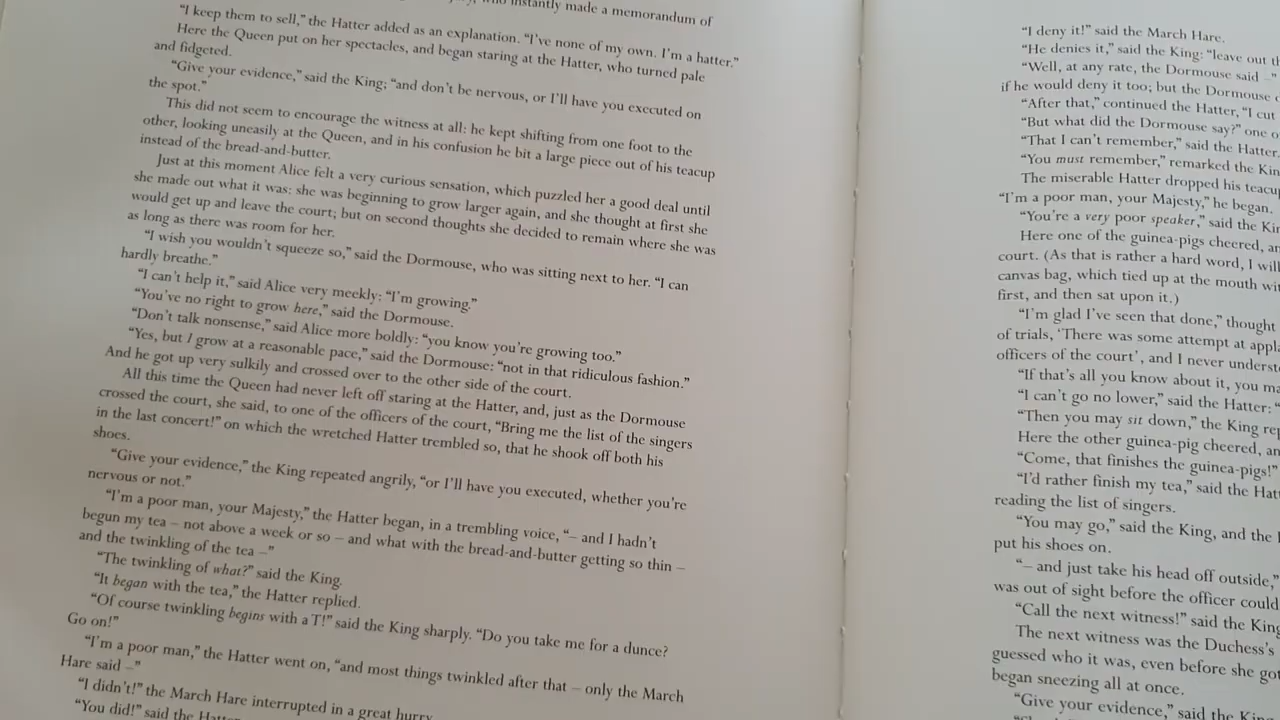 instantly made a memorandum of
“I keep them to sell,” the Hatter added as an explanation. “I’ve none of my own. I’m a hatter.”
Here the Queen put on her spectacles, and began staring at the Hatter, who turned pale
and fidgeted.
“Give your evidence,” said the King; “and don’t be nervous, or I’ll have you executed on
the spot.”
This did not seem to encourage the witness at all: he kept shifting from one foot to the
other, looking uneasily at the Queen, and in his confusion he bit a large piece out of his teacup
instead of the bread-and-butter.
Just at this moment Alice felt a very curious sensation, which puzzled her a good deal until
she made out what it was: she was beginning to grow larger again, and she thought at first she
would get up and leave the court; but on second thoughts she decided to remain where she was
as long as there was room for her.
“I wish you wouldn’t squeeze so,” said the Dormouse, who was sitting next to her. “I can
hardly breathe.”
“I can’t help it,” said Alice very meekly: “I’m growing.”
“You’ve no right to grow here,” said the Dormouse.
“Don’t talk nonsense,” said Alice more boldly: “you know you’re growing too.”
“Yes, but I grow at a reasonable pace,” said the Dormouse: “not in that ridiculous fashion.”
And he got up very sulkily and crossed over to the other side of the court.
All this time the Queen had never left off staring at the Hatter, and, just as the Dormouse
crossed the court, she said, to one of the officers of the court, “Bring me the list of the singers
in the last concert!” on which the wretched Hatter trembled so, that he shook off both his
shoes.
“Give your evidence,” the King repeated angrily, “or I’ll have you executed, whether you’re
nervous or not.”
“I’m a poor man, your Majesty,” the Hatter began, in a trembling voice, “– and I hadn’t
begun my tea – not above a week or so – and what with the bread-and-butter getting so thin –
and the twinkling of the tea –”
“The twinkling of what?” said the King.
“It began with the tea,” the Hatter replied.
“Of course twinkling begins with a T!” said the King sharply. “Do you take me for a dunce?
Go on!”
“I’m a poor man,” the Hatter went on, “and most things twinkled after that – only the March
Hare said –”
“I didn’t!” the March Hare interrupted in a great hurry.
“You did!” said the Hatter
“I deny it!” said the March Hare.
“He denies it,” said the King: “leave out
“Well, at any rate, the Dormouse said –”
if he would deny it too; but the Dormouse
“After that,” continued the Hatter, “I cut
“But what did the Dormouse say?” one
“That I can’t remember,” said the Hatter.
“You must remember,” remarked the
The miserable Hatter dropped his
“I’m a poor man, your Majesty,” he began.
“You’re a very poor speaker,” said the
Here one of the guinea-pigs cheered,
court. (As that is rather a hard word, I will
canvas bag, which tied up at the mouth
first, and then sat upon it.)
“I’m glad I’ve seen that done,” thought
of trials, ‘There was some attempt at
officers of the court’, and I never
“If that’s all you know about it, you
“I can’t go no lower,” said the Hatter:
“Then you may sit down,” the King
Here the other guinea-pig cheered,
“Come, that finishes the guinea-pigs!”
“I’d rather finish my tea,” said the
reading the list of singers.
“You may go,” said the King, and the
put his shoes on.
“– and just take his head off outside,”
was out of sight before the officer could
“Call the next witness!” said the King
The next witness was the Duchess’s
guessed who it was, even before she got
began sneezing all at once.
“Give your evidence,” said the